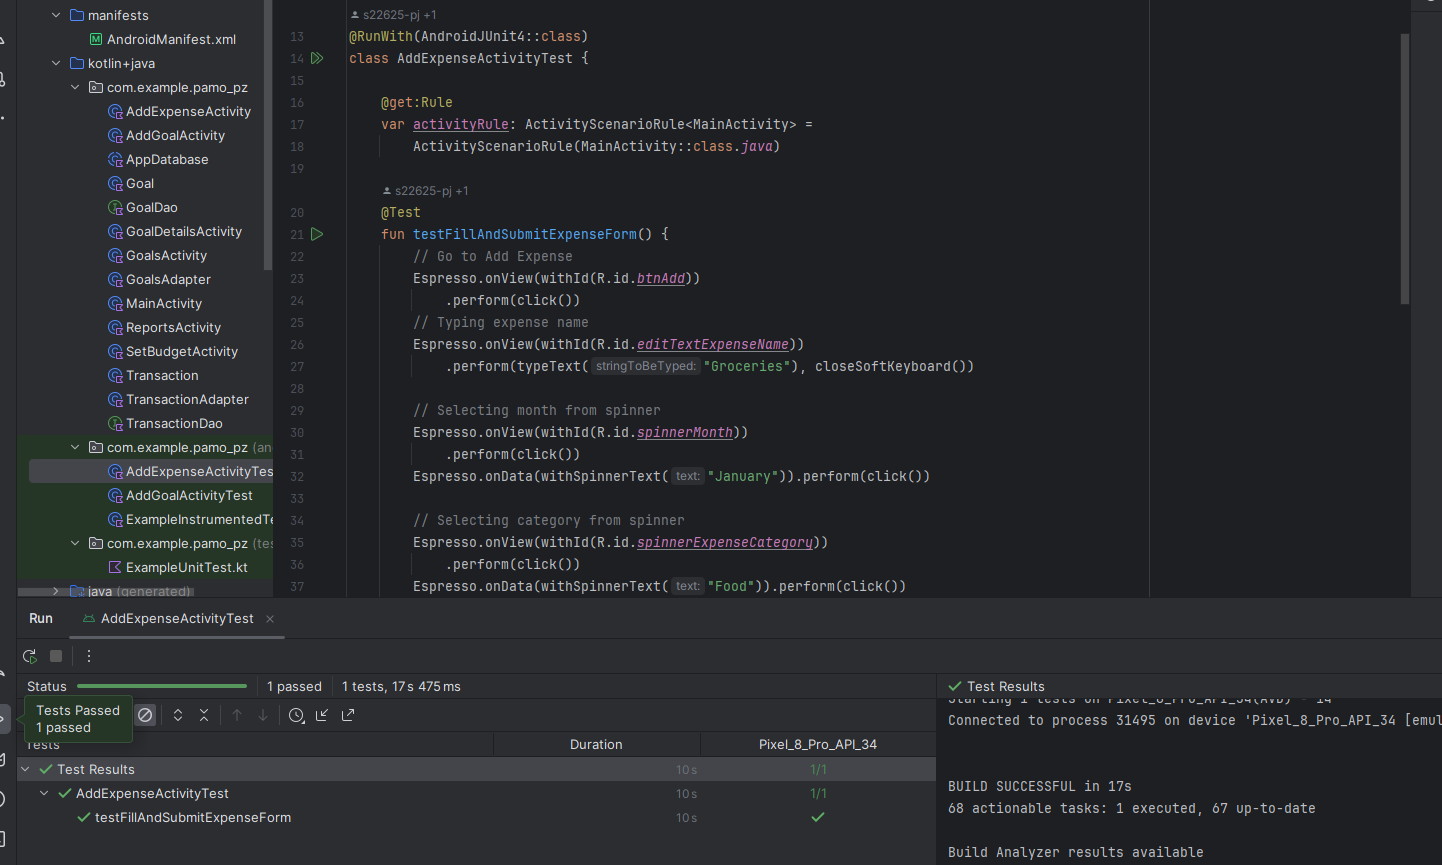 manifests
AndroidManifest.xml
kotlin+java
com.example.pamo_pz
AddExpenseActivity
AddGoalActivity
AppDatabase
Goal
GoalDao
GoalDetailsActivity
GoalsActivity
GoalsAdapter
MainActivity
ReportsActivity
SetBudgetActivity
Transaction
TransactionAdapter
TransactionDao
com.example.pamo_pz (an
AddExpenseActivityTes
AddGoalActivityTest
ExampleInstrumentedTe
com.example.pamo_pz (tes
ExampleUnitTest.kt
java (generated)
s22625-pj +1
13 @RunWith(AndroidJUnit4::class)
14 class AddExpenseActivityTest {
15
16 @get:Rule
17 var activityRule: ActivityScenarioRule<MainActivity> =
18 ActivityScenarioRule(MainActivity::class.java)
19
s22625-pj +1
20 @Test
21 fun testFillAndSubmitExpenseForm() {
22 // Go to Add Expense
23 Espresso.onView(withId(R.id.btnAdd))
24 .perform(click())
25 // Typing expense name
26 Espresso.onView(withId(R.id.editTextExpenseName))
27 .perform(typeText( stringToBeTyped: "Groceries"), closeSoftKeyboard())
28
29 // Selecting month from spinner
30 Espresso.onView(withId(R.id.spinnerMonth))
31 .perform(click())
32 Espresso.onData(withSpinnerText( text: "January")).perform(click())
33
34 // Selecting category from spinner
35 Espresso.onView(withId(R.id.spinnerExpenseCategory))
36 .perform(click())
37 Espresso.onData(withSpinnerText( text: "Food")).perform(click())
Run AddExpenseActivityTest
Status 1 passed 1 tests, 17 s 475 ms
Tests Passed
1 passed
Tests Duration Pixel_8_Pro_API_34
Test Results 10 s 1/1
AddExpenseActivityTest 10 s 1/1
testFillAndSubmitExpenseForm 10 s
Test Results
Starting 1 tests on Pixel_8_Pro_API_34(AVD) - 14
Connected to process 31495 on device 'Pixel_8_Pro_API_34 [emul
BUILD SUCCESSFUL in 17s
68 actionable tasks: 1 executed, 67 up-to-date
Build Analyzer results available